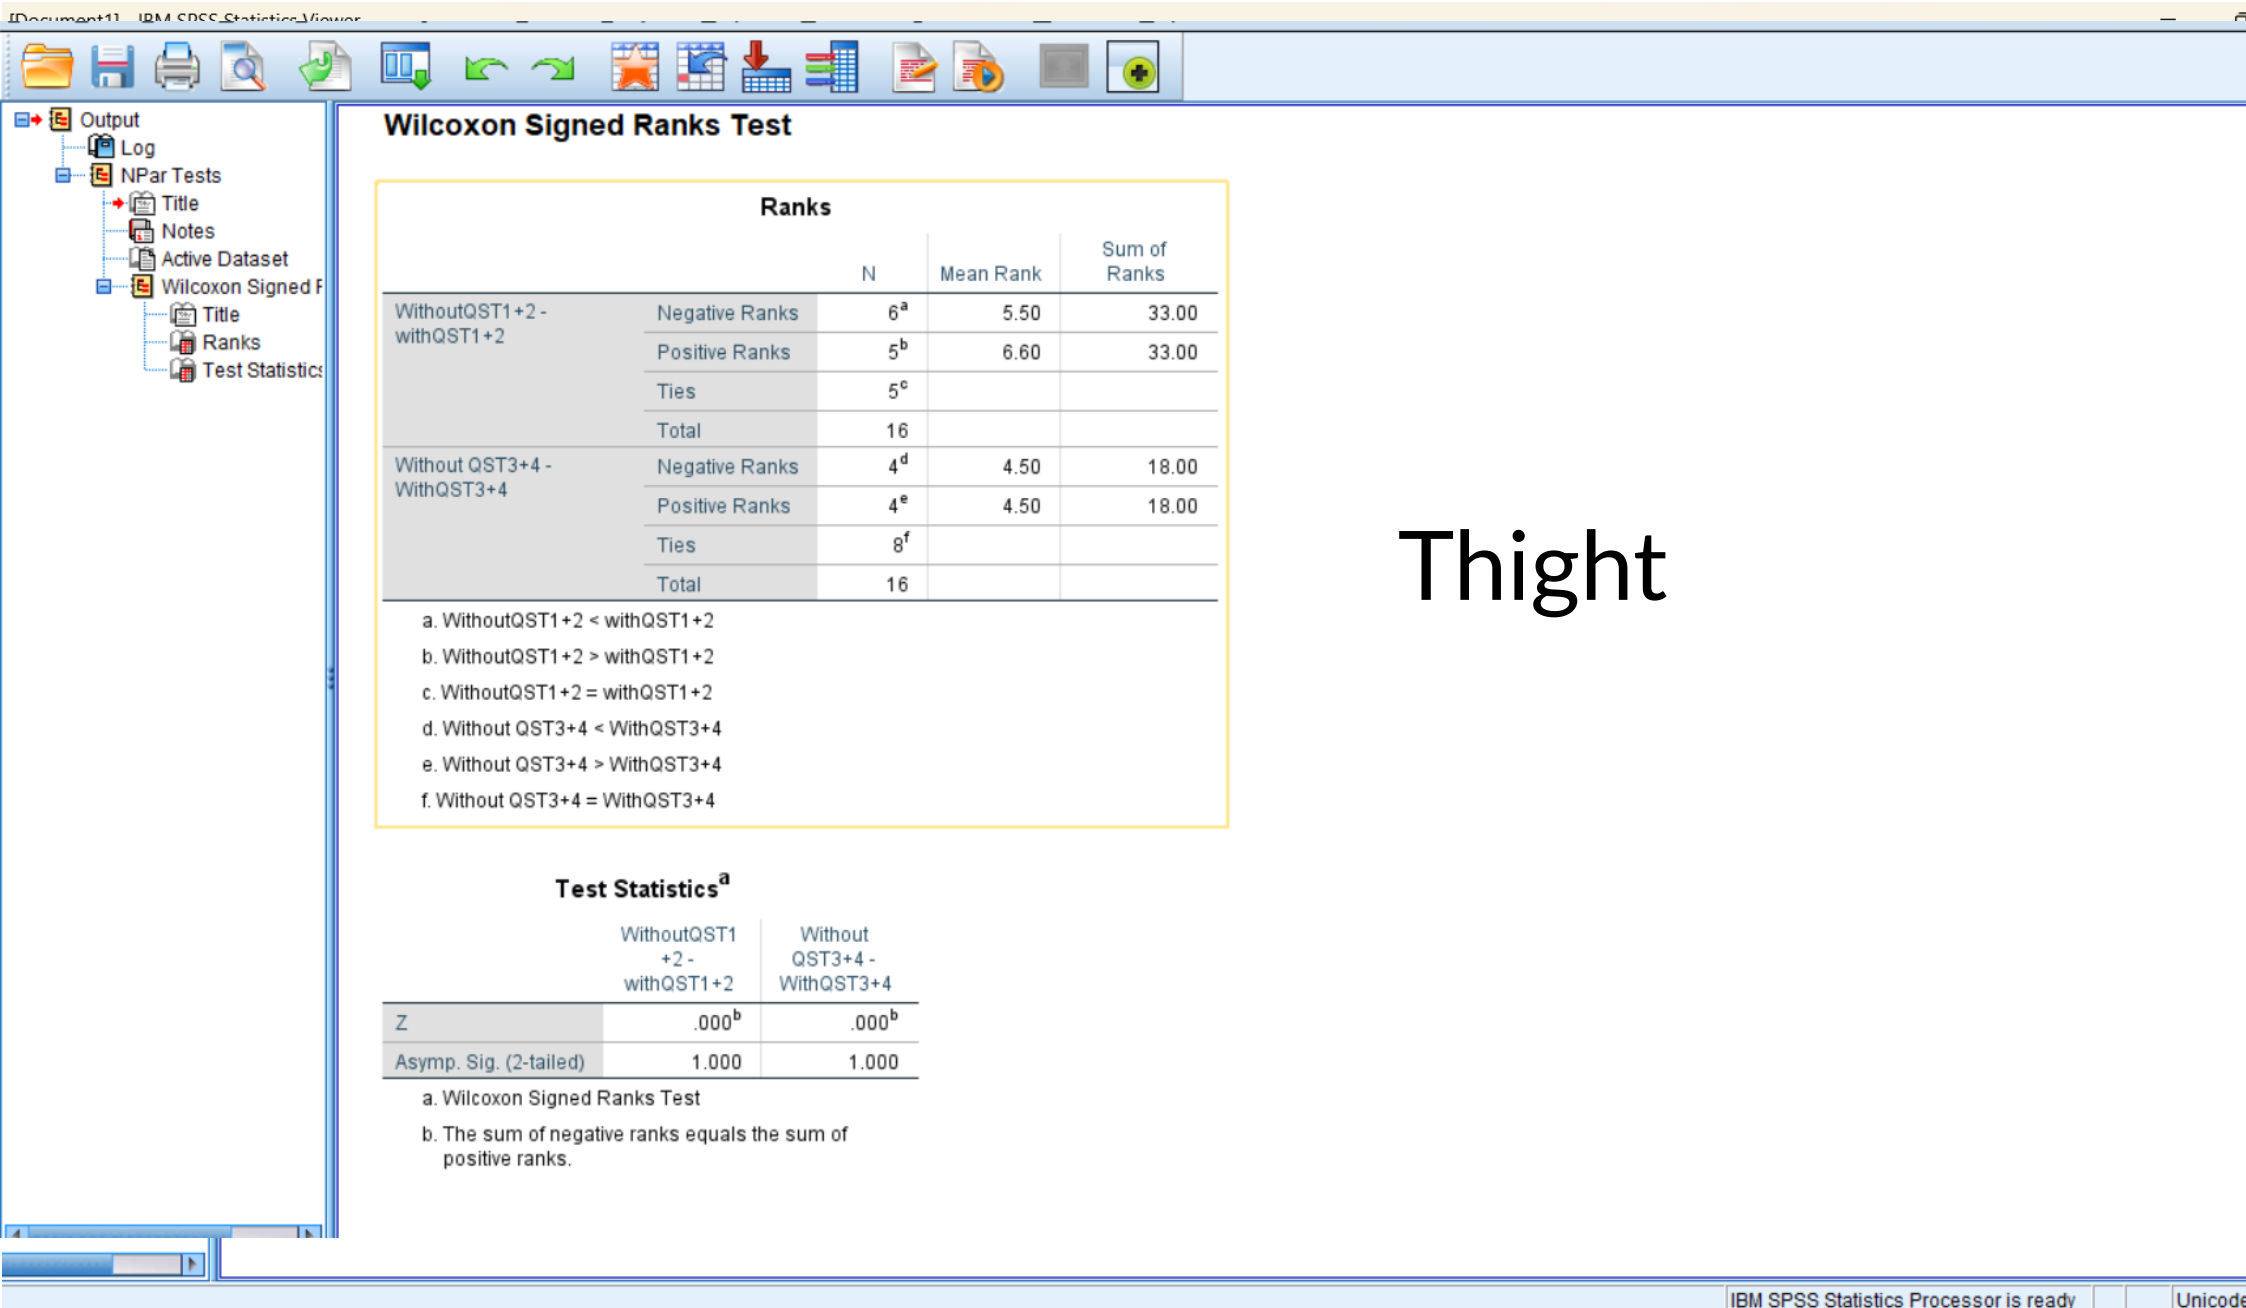 [Document1] - IBM SPSS Statistics Viewer
Output
Log
NPar Tests
Title
Notes
Active Dataset
Wilcoxon Signed
Title
Ranks
Test Statistics
Wilcoxon Signed Ranks Test
Ranks
N Mean Rank Sum of Ranks
WithoutQST1+2 - withQST1+2 Negative Ranks 6a 5.50 33.00
Positive Ranks 5b 6.60 33.00
Ties 5c
Total 16
Without QST3+4 - WithQST3+4 Negative Ranks 4d 4.50 18.00
Positive Ranks 4e 4.50 18.00
Ties 8f
Total 16
a. WithoutQST1+2 < withQST1+2
b. WithoutQST1+2 > withQST1+2
c. WithoutQST1+2 = withQST1+2
d. Without QST3+4 < WithQST3+4
e. Without QST3+4 > WithQST3+4
f. Without QST3+4 = WithQST3+4
Thight
Test Statisticsa
WithoutQST1+2 - withQST1+2 Without QST3+4 - WithQST3+4
Z .000b .000b
Asymp. Sig. (2-tailed) 1.000 1.000
a. Wilcoxon Signed Ranks Test
b. The sum of negative ranks equals the sum of
positive ranks.
IBM SPSS Statistics Processor is ready Unicode